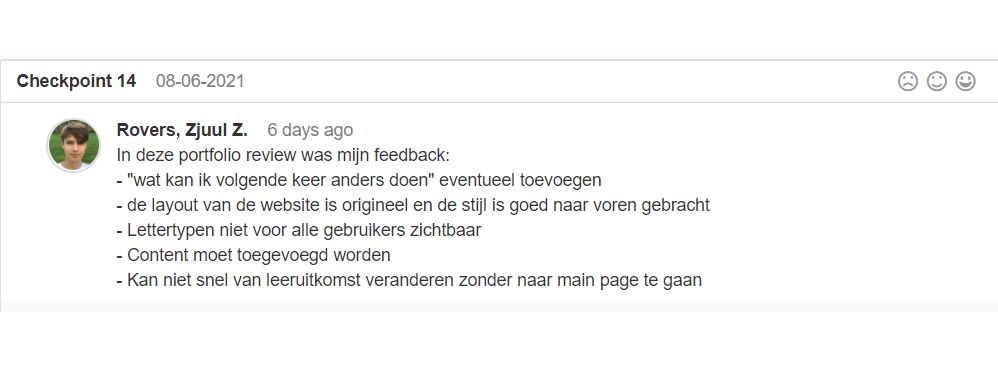 Checkpoint 14 08-06-2021
Rovers, Zjuul Z. 6 days ago
In deze portfolio review was mijn feedback:
- "wat kan ik volgende keer anders doen" eventueel toevoegen
- de layout van de website is origineel en de stijl is goed naar voren gebracht
- Lettertypen niet voor alle gebruikers zichtbaar
- Content moet toegevoegd worden
- Kan niet snel van leeruitkomst veranderen zonder naar main page te gaan